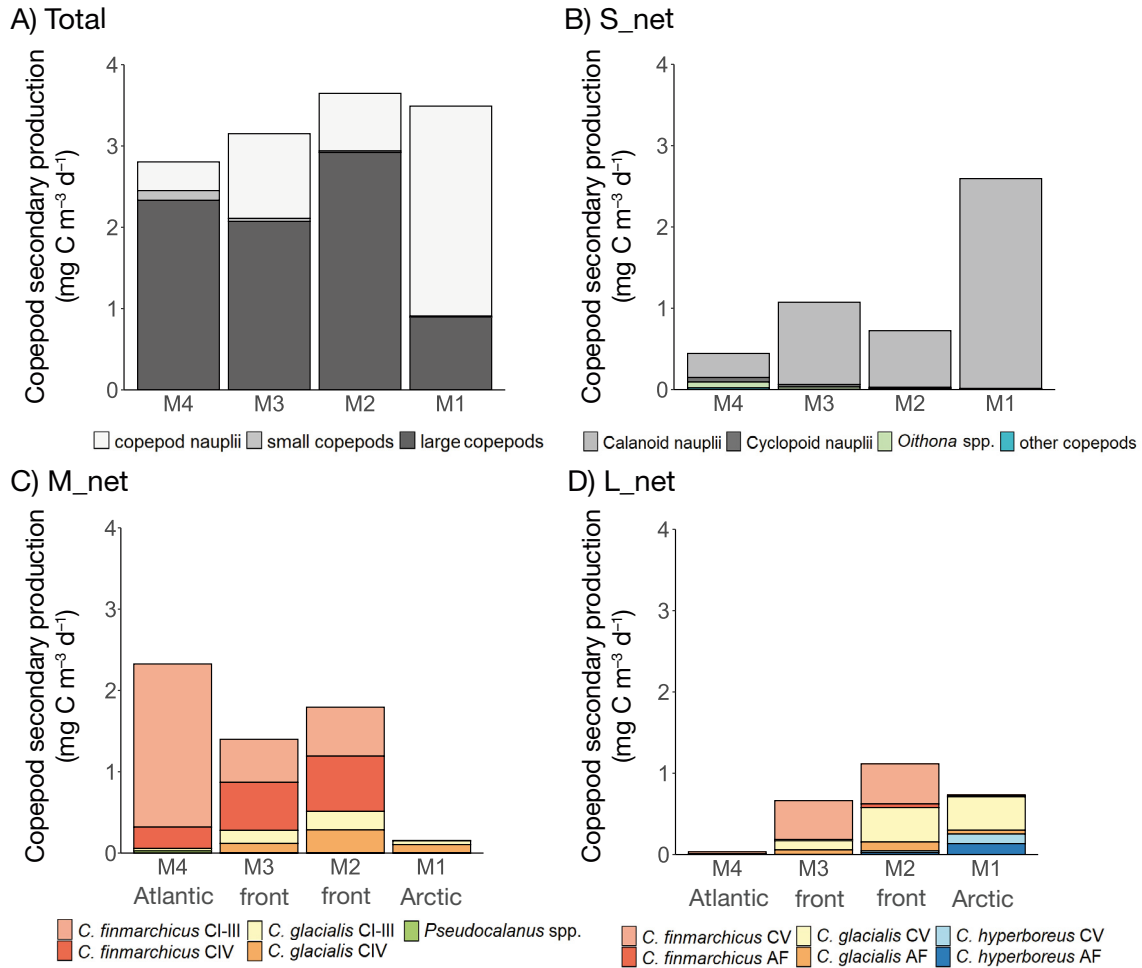 A) Total
Copepod secondary production
(mg C m⁻³ d⁻¹)
4
3
2
1
0
M4 M3 M2 M1
copepod nauplii small copepods large copepods
B) S_net
Copepod secondary production
(mg C m⁻³ d⁻¹)
4
3
2
1
0
M4 M3 M2 M1
Calanoid nauplii Cyclopoid nauplii Oithona spp. other copepods
C) M_net
Copepod secondary production
(mg C m⁻³ d⁻¹)
4
3
2
1
0
M4 M3 M2 M1
Atlantic front front Arctic
C. finmarchicus CI-III C. glacialis CI-III Pseudocalanus spp.
C. finmarchicus CIV C. glacialis CIV
D) L_net
Copepod secondary production
(mg C m⁻³ d⁻¹)
4
3
2
1
0
M4 M3 M2 M1
Atlantic front front Arctic
C. finmarchicus CV C. glacialis CV C. hyperboreus CV
C. finmarchicus AF C. glacialis AF C. hyperboreus AF